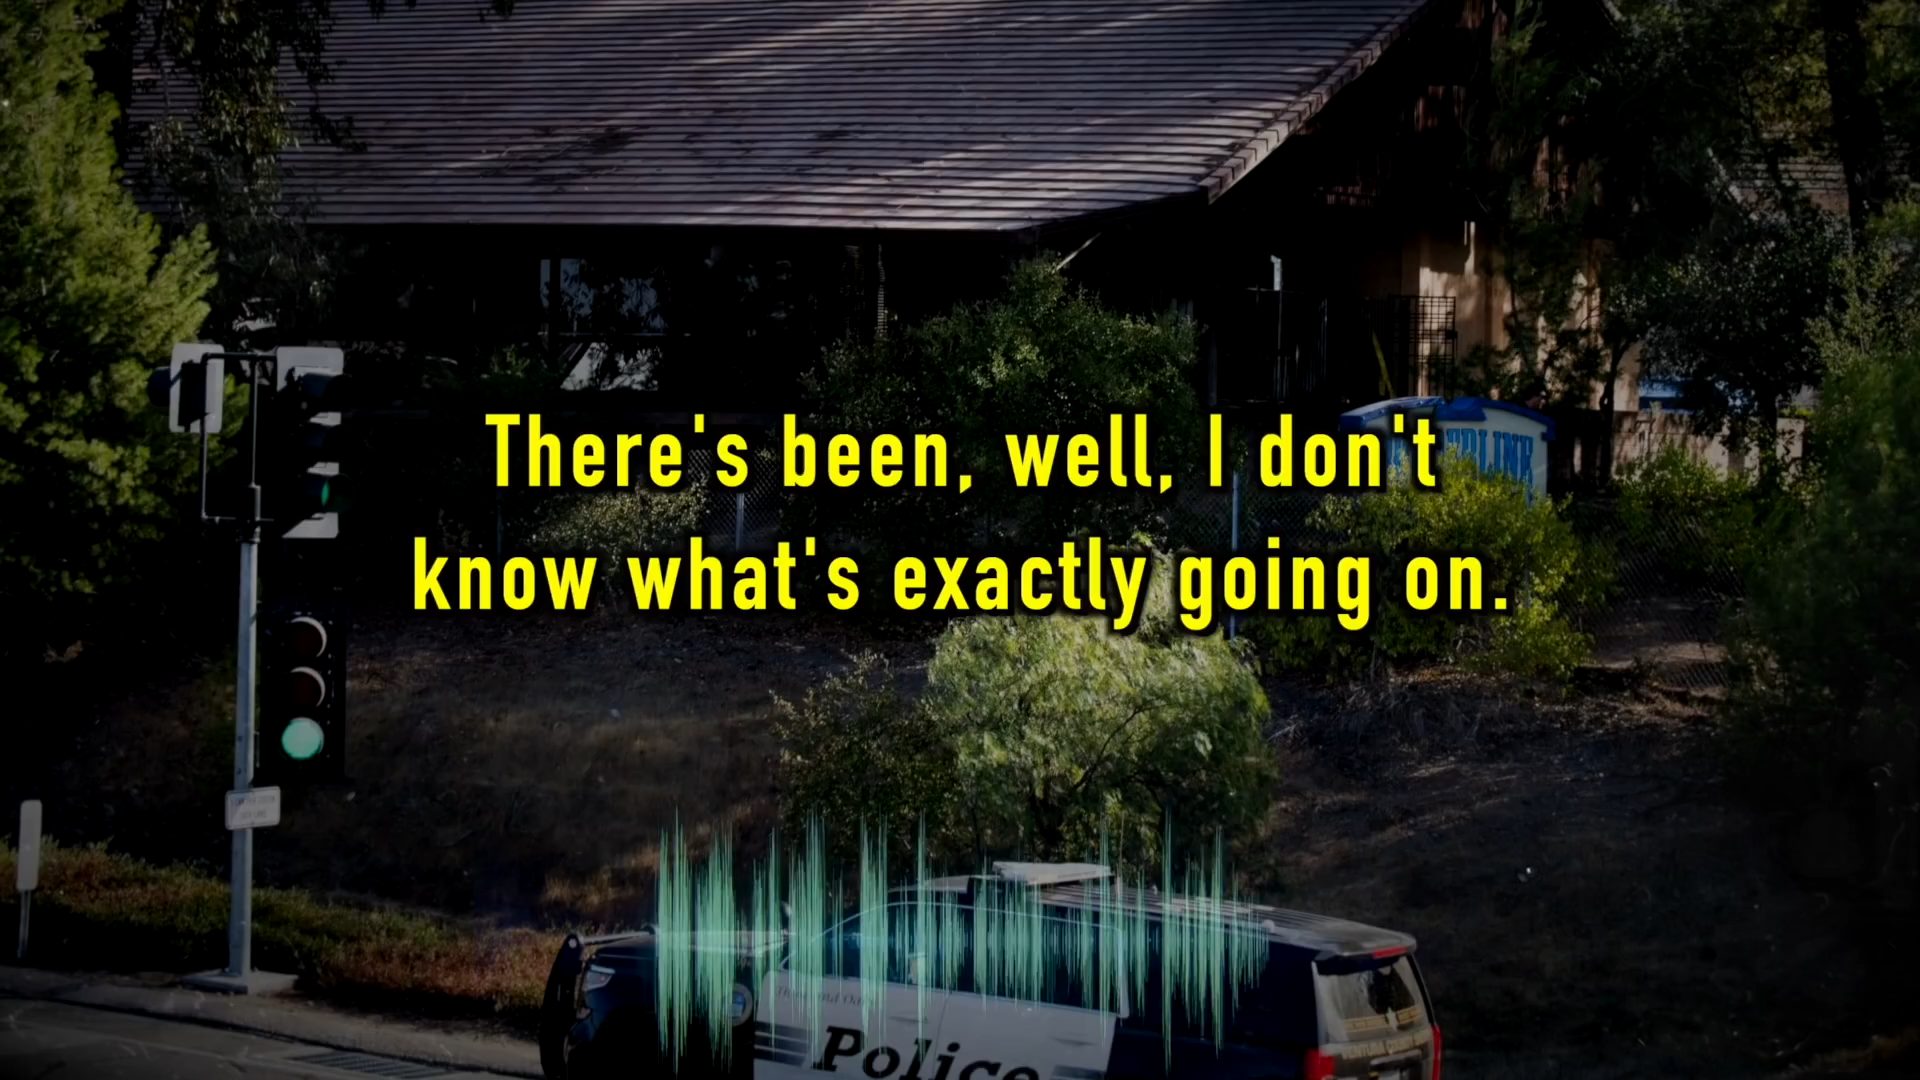 There's been, well, I don't
know what's exactly going on.
Police